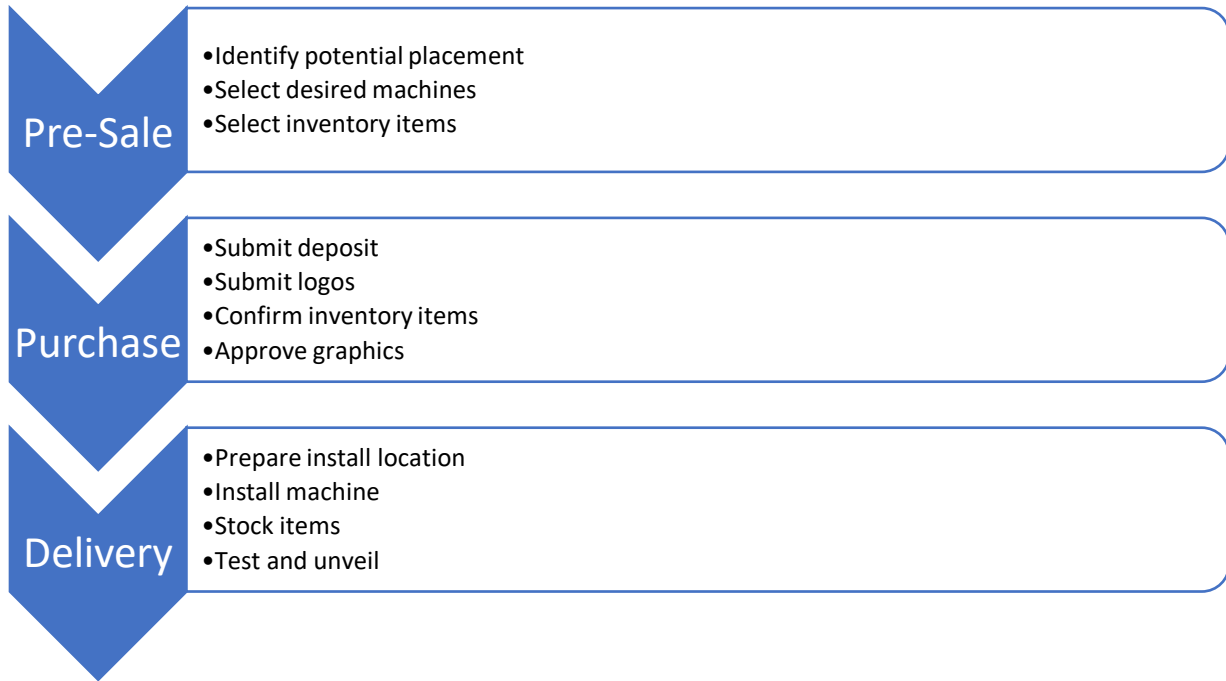 Pre-Sale
•Identify potential placement
•Select desired machines
•Select inventory items
Purchase
•Submit deposit
•Submit logos
•Confirm inventory items
•Approve graphics
Delivery
•Prepare install location
•Install machine
•Stock items
•Test and unveil